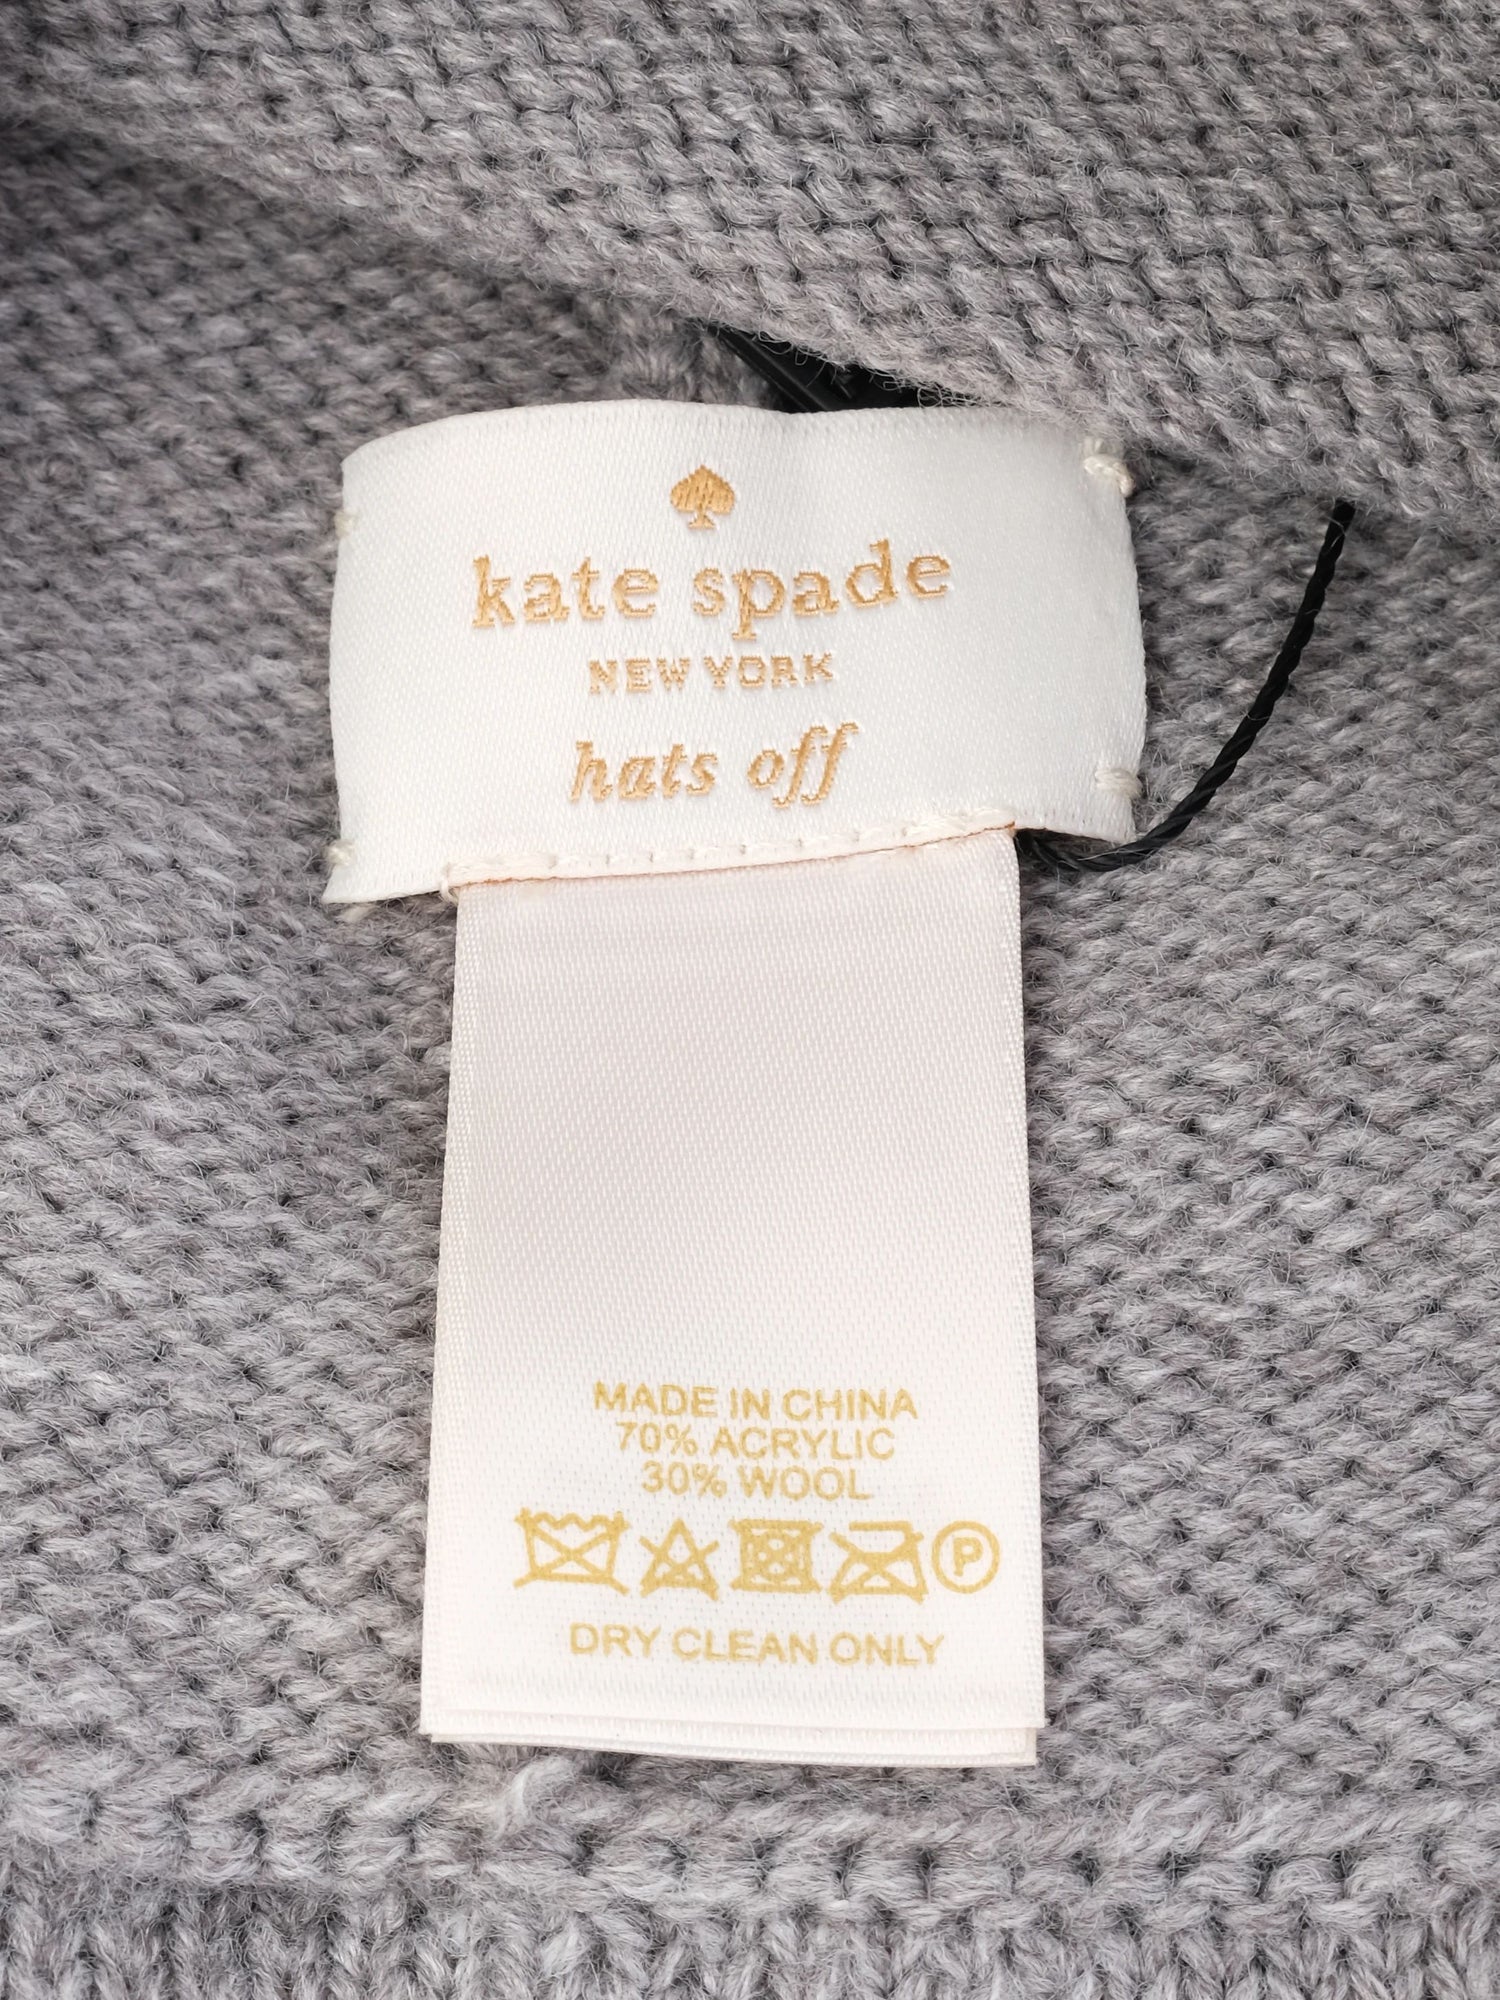 kate spade
NEW YORK
hats off
MADE IN CHINA
70% ACRYLIC
30% WOOL
P
DRY CLEAN ONLY